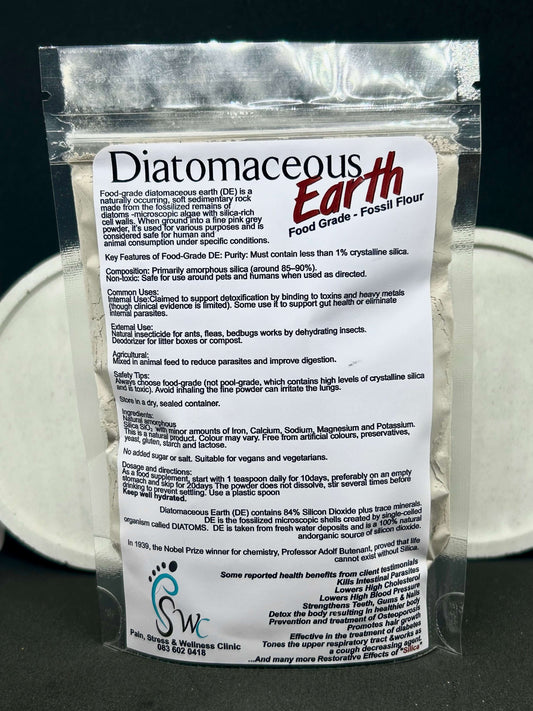 Diatomaceous
Earth
Food Grade - Fossil Flour
Food-grade diatomaceous earth (DE) is a
naturally occurring, soft sedimentary rock
made from the fossilized remains of
diatoms -microscopic algae with silica-rich
cell walls. When ground into a fine pink grey
powder, it's used for various purposes and is
considered safe for human and
animal consumption under specific conditions.
Key Features of Food-Grade DE: Purity: Must contain less than 1% crystalline silica.
Composition: Primarily amorphous silica (around 85–90%).
Non-toxic: Safe for use around pets and humans when used as directed.
Common Uses:
Internal Use:Claimed to support detoxification by binding to toxins and heavy metals
(though clinical evidence is limited). Some use it to support gut health or eliminate
internal parasites.
External Use:
Natural insecticide for ants, fleas, bedbugs works by dehydrating insects.
Deodorizer for litter boxes or compost.
Agricultural:
Mixed in animal feed to reduce parasites and improve digestion.
Safety Tips:
Always choose food-grade (not pool-grade, which contains high levels of crystalline silica
and is toxic). Avoid inhaling the fine powder can irritate the lungs.
Store in a dry, sealed container.
Ingredients:
Natural amorphous
Silica SiO₂ with minor amounts of Iron, Calcium, Sodium, Magnesium and Potassium.
This is a natural product. Colour may vary. Free from artificial colours, preservatives,
yeast, gluten, starch and lactose.
No added sugar or salt. Suitable for vegans and vegetarians.
Dosage and directions:
As a food supplement, start with 1 teaspoon daily for 10days, preferably on an empty
stomach and skip for 20days The powder does not dissolve, stir several times before
drinking to prevent settling. Use a plastic spoon
Keep well hydrated.
Diatomaceous Earth (DE) contains 84% Silicon Dioxide plus trace minerals.
DE is the fossilized microscopic shells created by single-celled
organism called DIATOMS. DE is taken from fresh water deposits and is a 100% natural
andorganic source of silicon dioxide.
In 1939, the Nobel Prize winner for chemistry, Professor Adolf Butenant, proved that life
cannot exist without Silica.
Some reported health benefits from client testimonials
Kills Intestinal Parasites
Lowers High Cholesterol
Lowers High Blood Pressure
Strengthens Teeth, Gums & Nails
Detox the body resulting in healthier body
Prevention and treatment of Osteoporosis
Promotes hair growth
Effective in the treatment of diabetes
Tones the upper respiratory tract &works as
a cough decreasing agent
...And many more Restorative Effects of "Silica"
PSWC
Pain, Stress & Wellness Clinic
083 602 0418